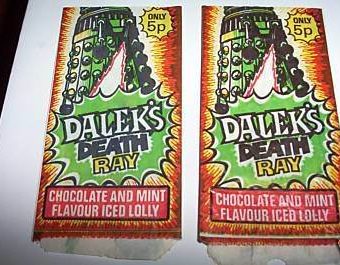 ONLY
5p
DALEK'S
DEATH
RAY
CHOCOLATE AND MINT
FLAVOUR ICED LOLLY
ONLY
5p
DALEK'S
DEATH
RAY
CHOCOLATE AND MINT
FLAVOUR ICED LOLLY